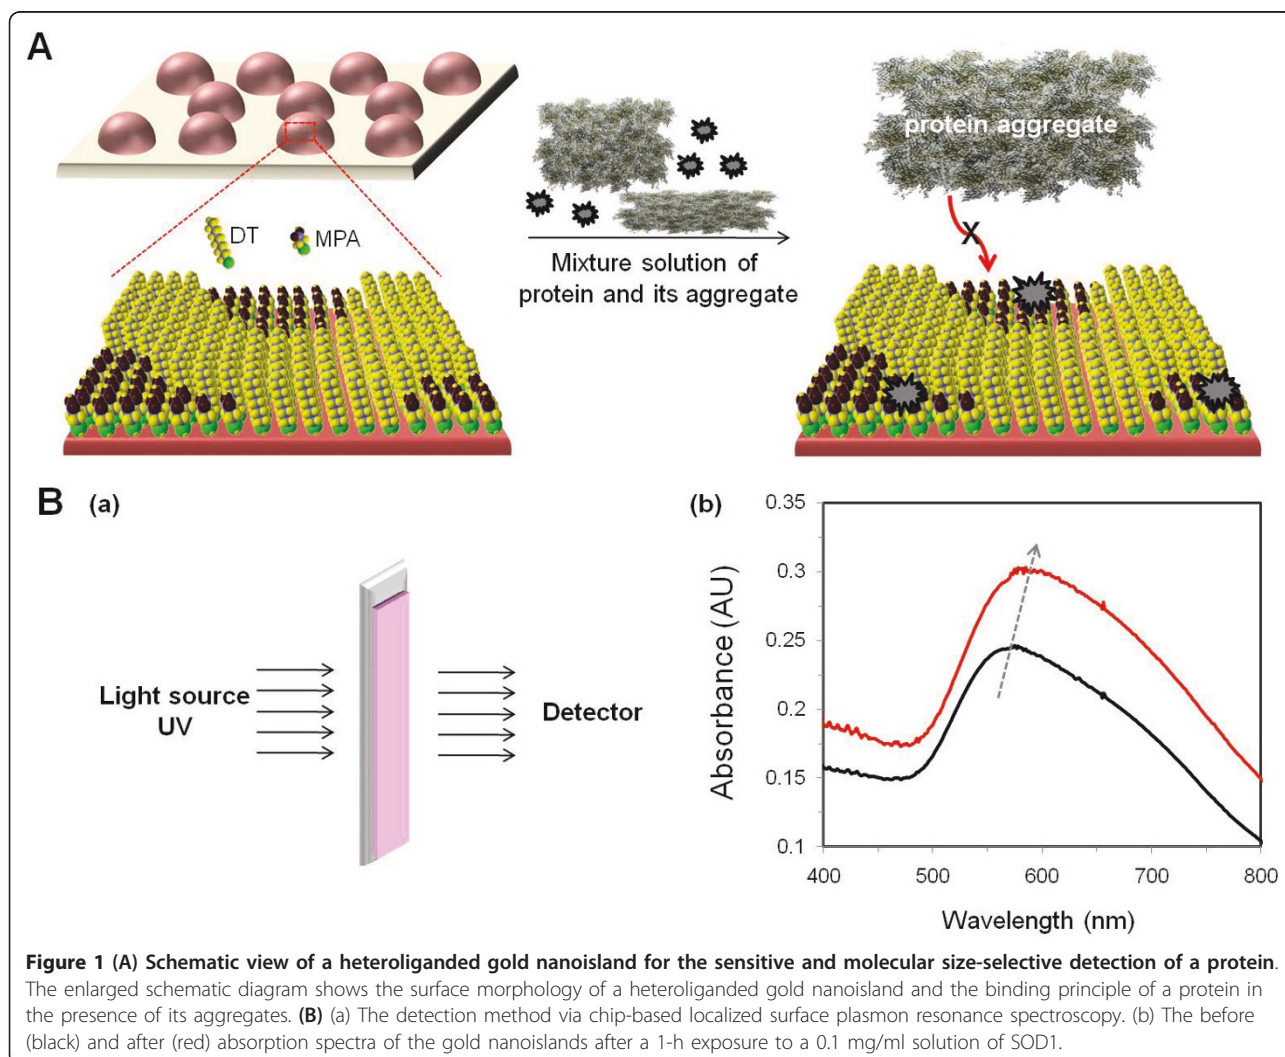 A
DT
MPA
Mixture solution of
protein and its aggregate
protein aggregate
X
B
(a)
Light source
UV
Detector
(b)
Absorbance (AU)
0.35
0.3
0.25
0.2
0.15
0.1
400 500 600 700 800
Wavelength (nm)
Figure 1 (A) Schematic view of a heteroliganded gold nanoisland for the sensitive and molecular size-selective detection of a protein.
The enlarged schematic diagram shows the surface morphology of a heteroliganded gold nanoisland and the binding principle of a protein in
the presence of its aggregates. (B) (a) The detection method via chip-based localized surface plasmon resonance spectroscopy. (b) The before
(black) and after (red) absorption spectra of the gold nanoislands after a 1-h exposure to a 0.1 mg/ml solution of SOD1.